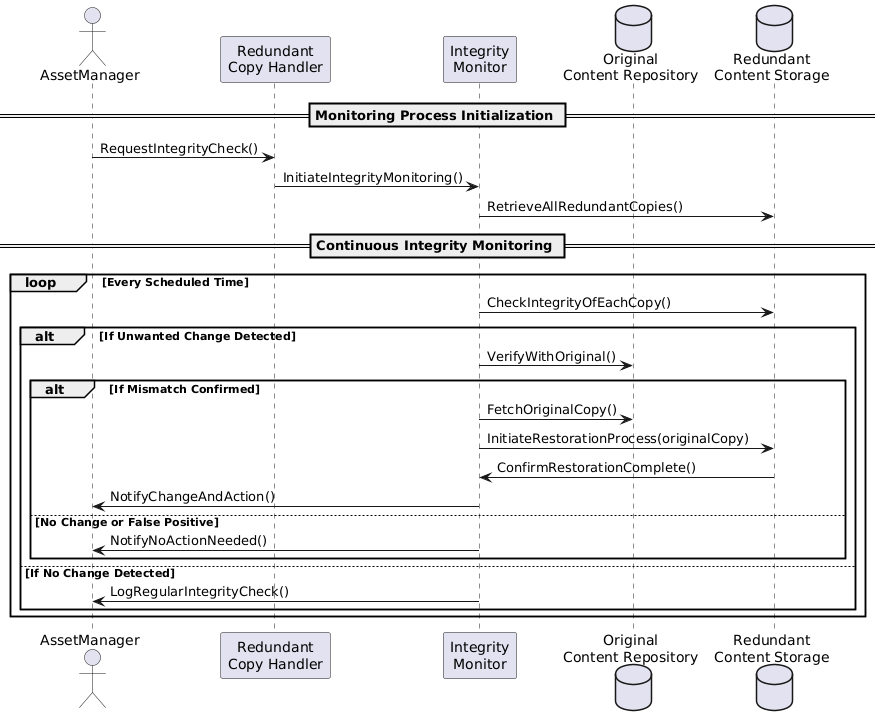 AssetManager
Redundant
Copy Handler
Integrity
Monitor
Original
Content Repository
Redundant
Content Storage
Monitoring Process Initialization
RequestIntegrityCheck()
InitiateIntegrityMonitoring()
RetrieveAllRedundantCopies()
Continuous Integrity Monitoring
loop [Every Scheduled Time]
CheckIntegrityOfEachCopy()
alt [If Unwanted Change Detected]
VerifyWithOriginal()
alt [If Mismatch Confirmed]
FetchOriginalCopy()
InitiateRestorationProcess(originalCopy)
ConfirmRestorationComplete()
NotifyChangeAndAction()
[No Change or False Positive]
NotifyNoActionNeeded()
[If No Change Detected]
LogRegularIntegrityCheck()
AssetManager
Redundant
Copy Handler
Integrity
Monitor
Original
Content Repository
Redundant
Content Storage